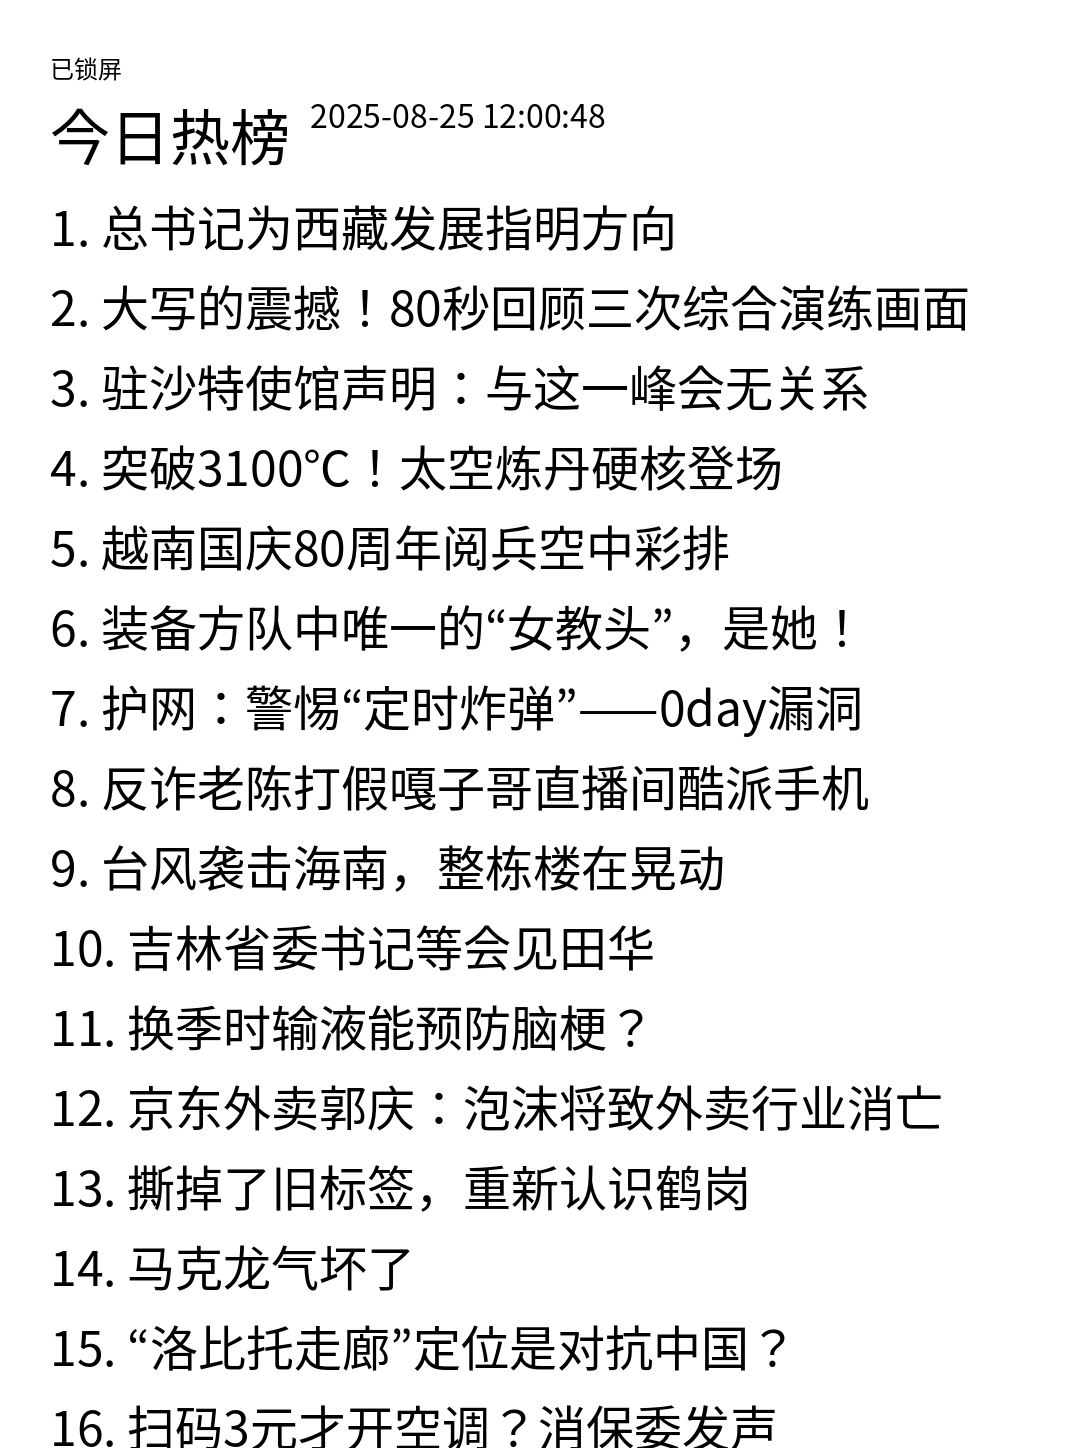 已锁屏
今日热榜 2025-08-25 12:00:48
1. 总书记为西藏发展指明方向
2. 大写的震撼！80秒回顾三次综合演练画面
3. 驻沙特使馆声明：与这一峰会无关系
4. 突破3100℃！太空炼丹硬核登场
5. 越南国庆80周年阅兵空中彩排
6. 装备方队中唯一的“女教头”，是她！
7. 护网：警惕“定时炸弹”——0day漏洞
8. 反诈老陈打假嘎子哥直播间酷派手机
9. 台风袭击海南，整栋楼在晃动
10. 吉林省委书记等会见田华
11. 换季时输液能预防脑梗？
12. 京东外卖郭庆：泡沫将致外卖行业消亡
13. 撕掉了旧标签，重新认识鹤岗
14. 马克龙气坏了
15. “洛比托走廊”定位是对抗中国？
16. 扫码3元才开空调？消保委发声